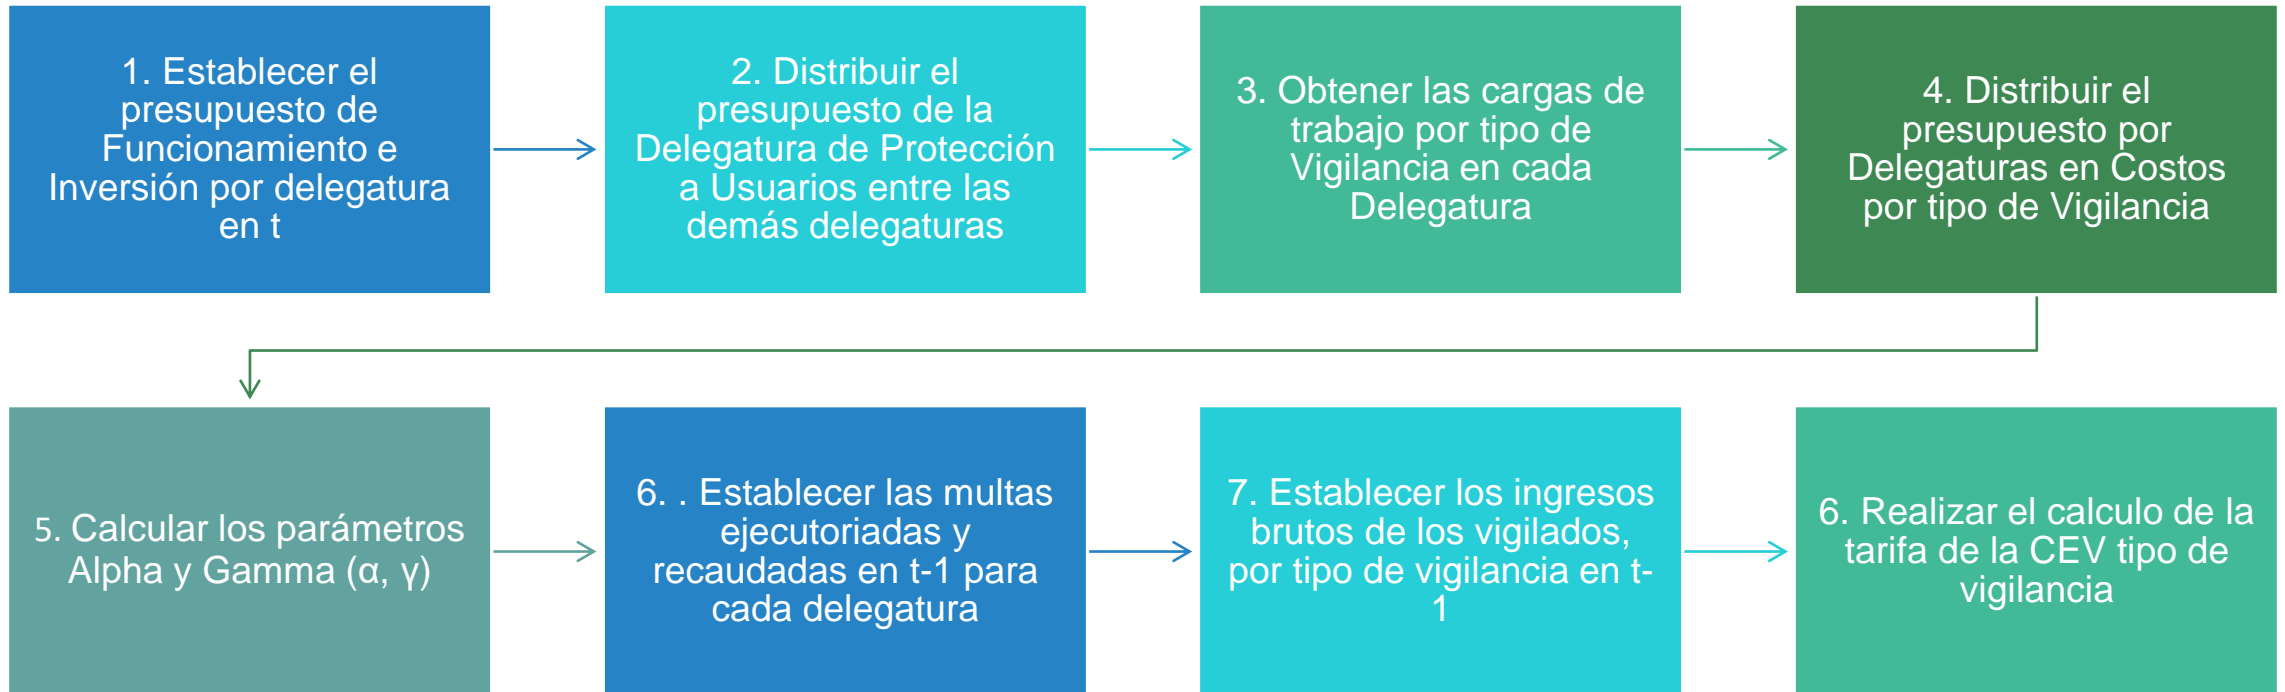 1. Establecer el
presupuesto de
Funcionamiento e
Inversión por delegatura
en t
2. Distribuir el
presupuesto de la
Delegatura de Protección
a Usuarios entre las
demás delegaturas
3. Obtener las cargas de
trabajo por tipo de
Vigilancia en cada
Delegatura
4. Distribuir el
presupuesto por
Delegaturas en Costos
por tipo de Vigilancia
5. Calcular los parámetros
Alpha y Gamma (α, γ)
6. . Establecer las multas
ejecutoriadas y
recaudadas en t-1 para
cada delegatura
7. Establecer los ingresos
brutos de los vigilados,
por tipo de vigilancia en t-
1
6. Realizar el calculo de la
tarifa de la CEV tipo de
vigilancia